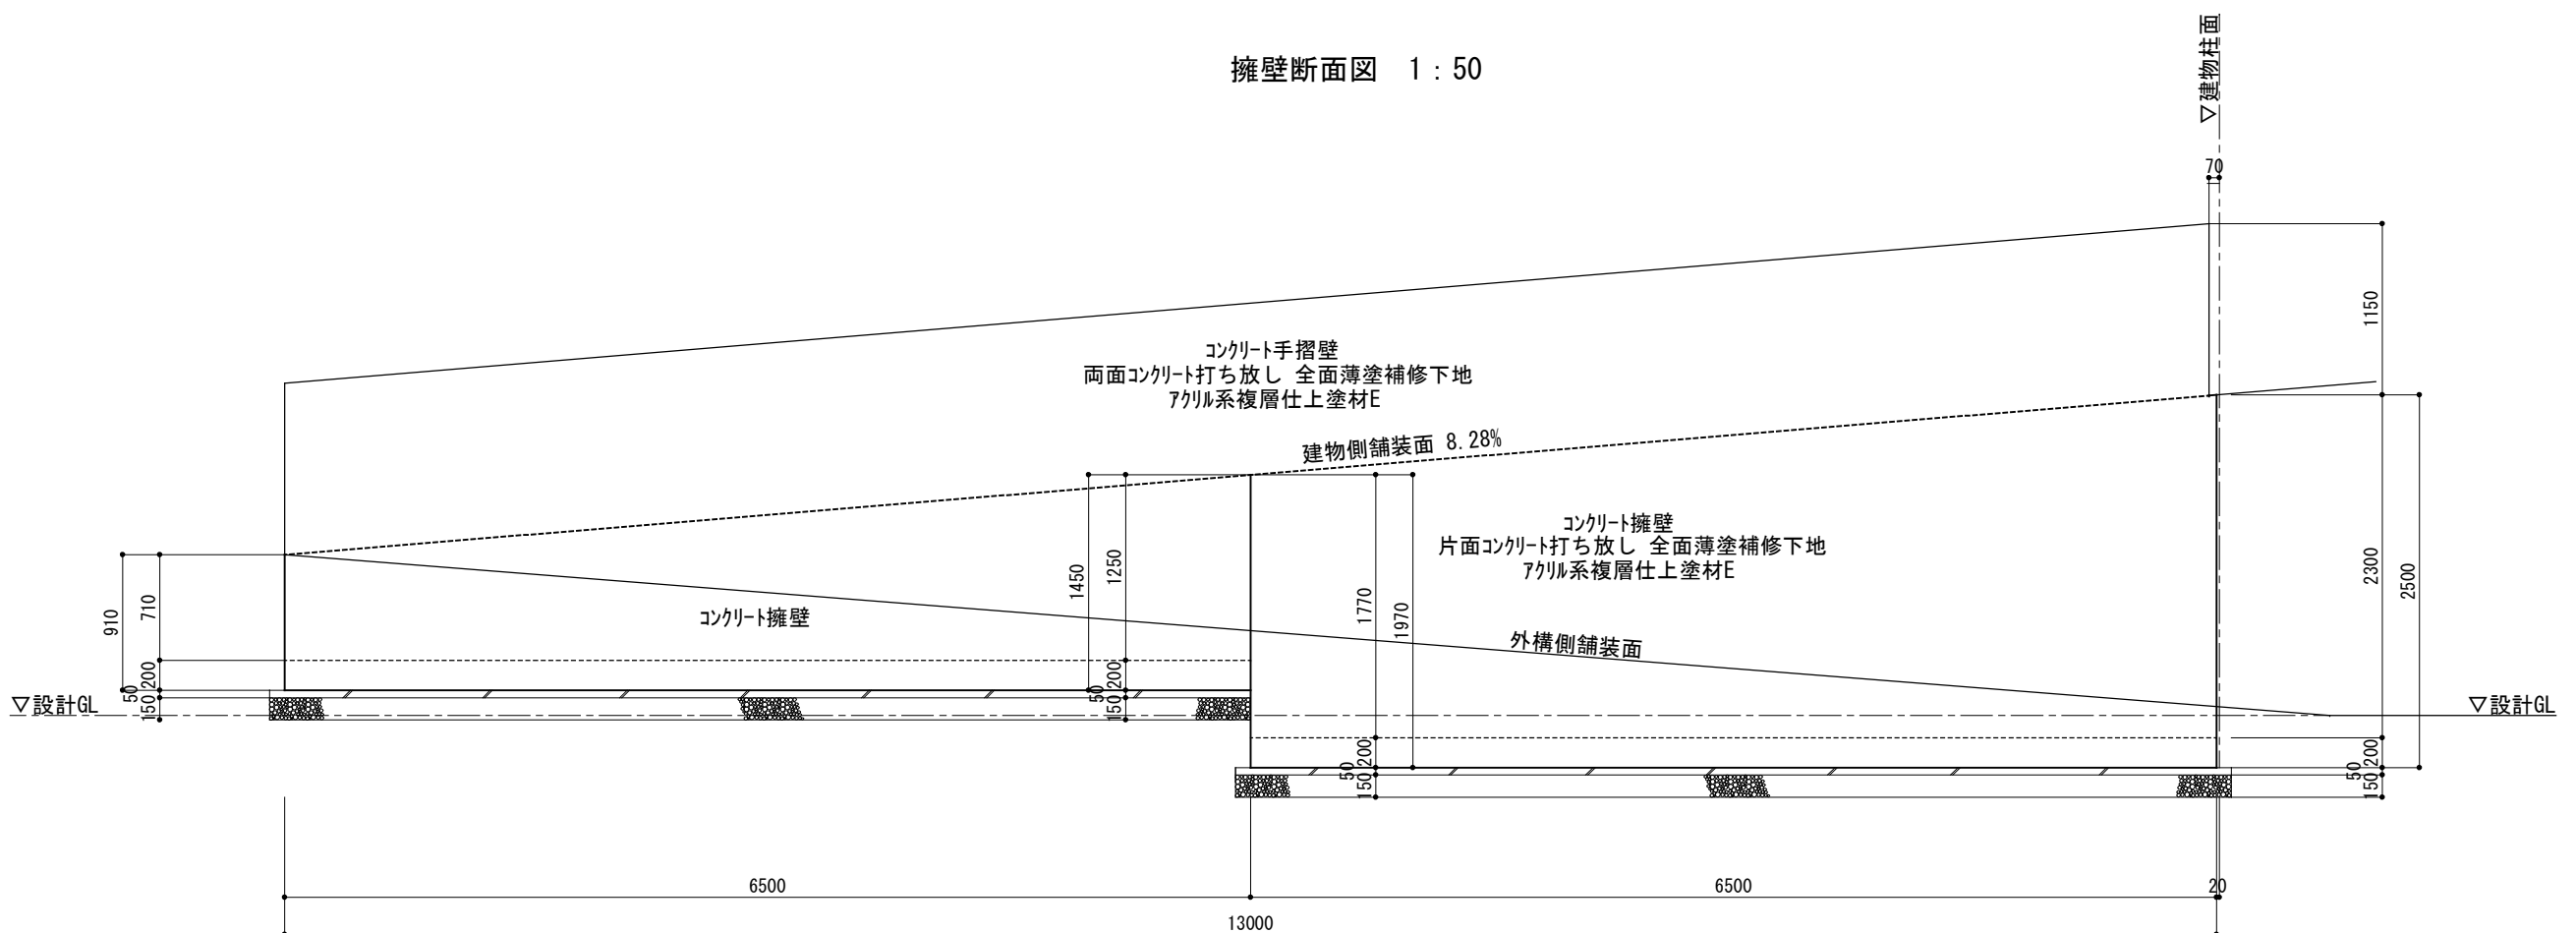 擁壁断面図 1：50
▽建物柱面
70
1150
コンクリート手摺壁
両面コンクリート打ち放し 全面薄塗補修下地
アクリル系複層仕上塗材E
建物側舗装面 8.28%
コンクリート擁壁
片面コンクリート打ち放し 全面薄塗補修下地
アクリル系複層仕上塗材E
910
710
200
50
150
1450
1250
200
50
150
1770
1970
200
50
150
2300
2500
200
50
150
コンクリート擁壁
外構側舗装面
▽設計GL
▽設計GL
6500
6500
20
13000